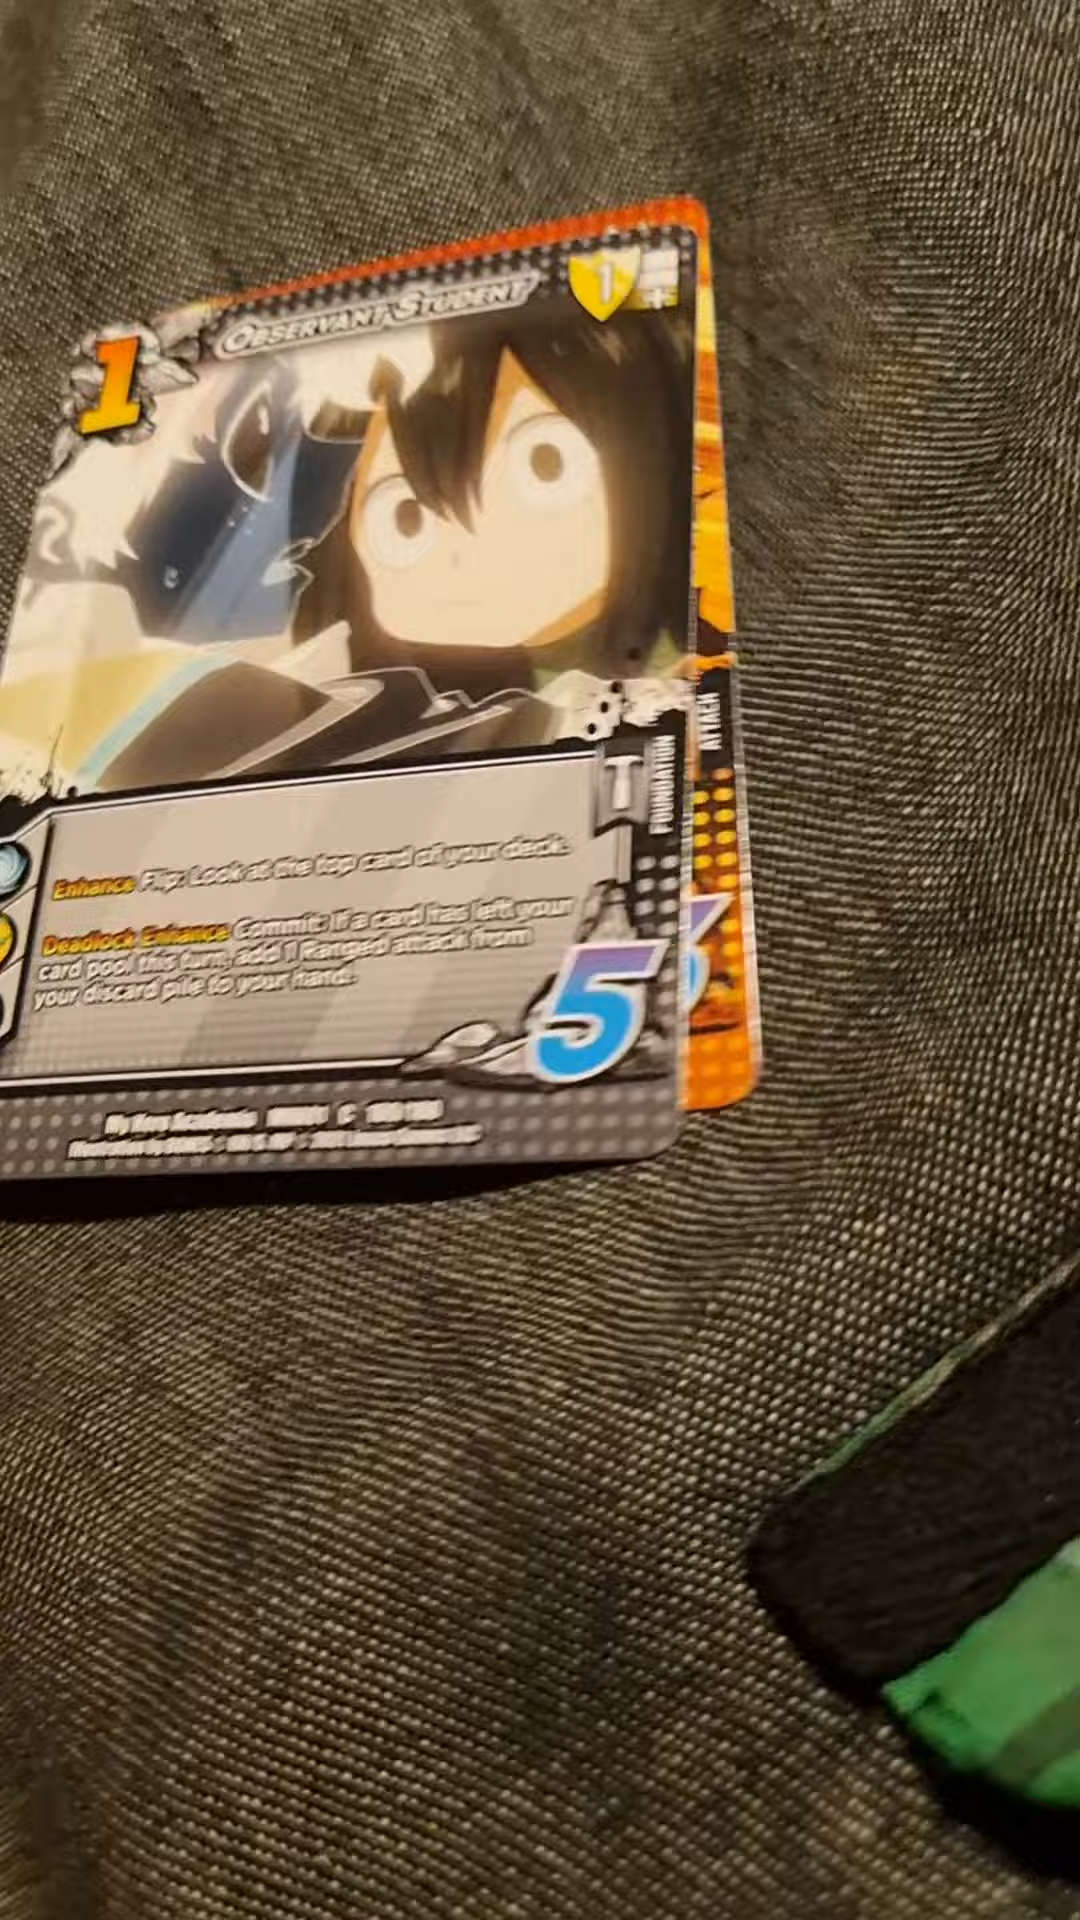 OBSERVANT STUDENT
1
1
FOUNDATION
ATTACK
Enhance Flip: Look at the top card of your deck.
Deadlock Enhance Commit: If a card has left your
card pool this turn, add 1 Ranged attack from
your discard pile to your hand.
5
My Hero Academia